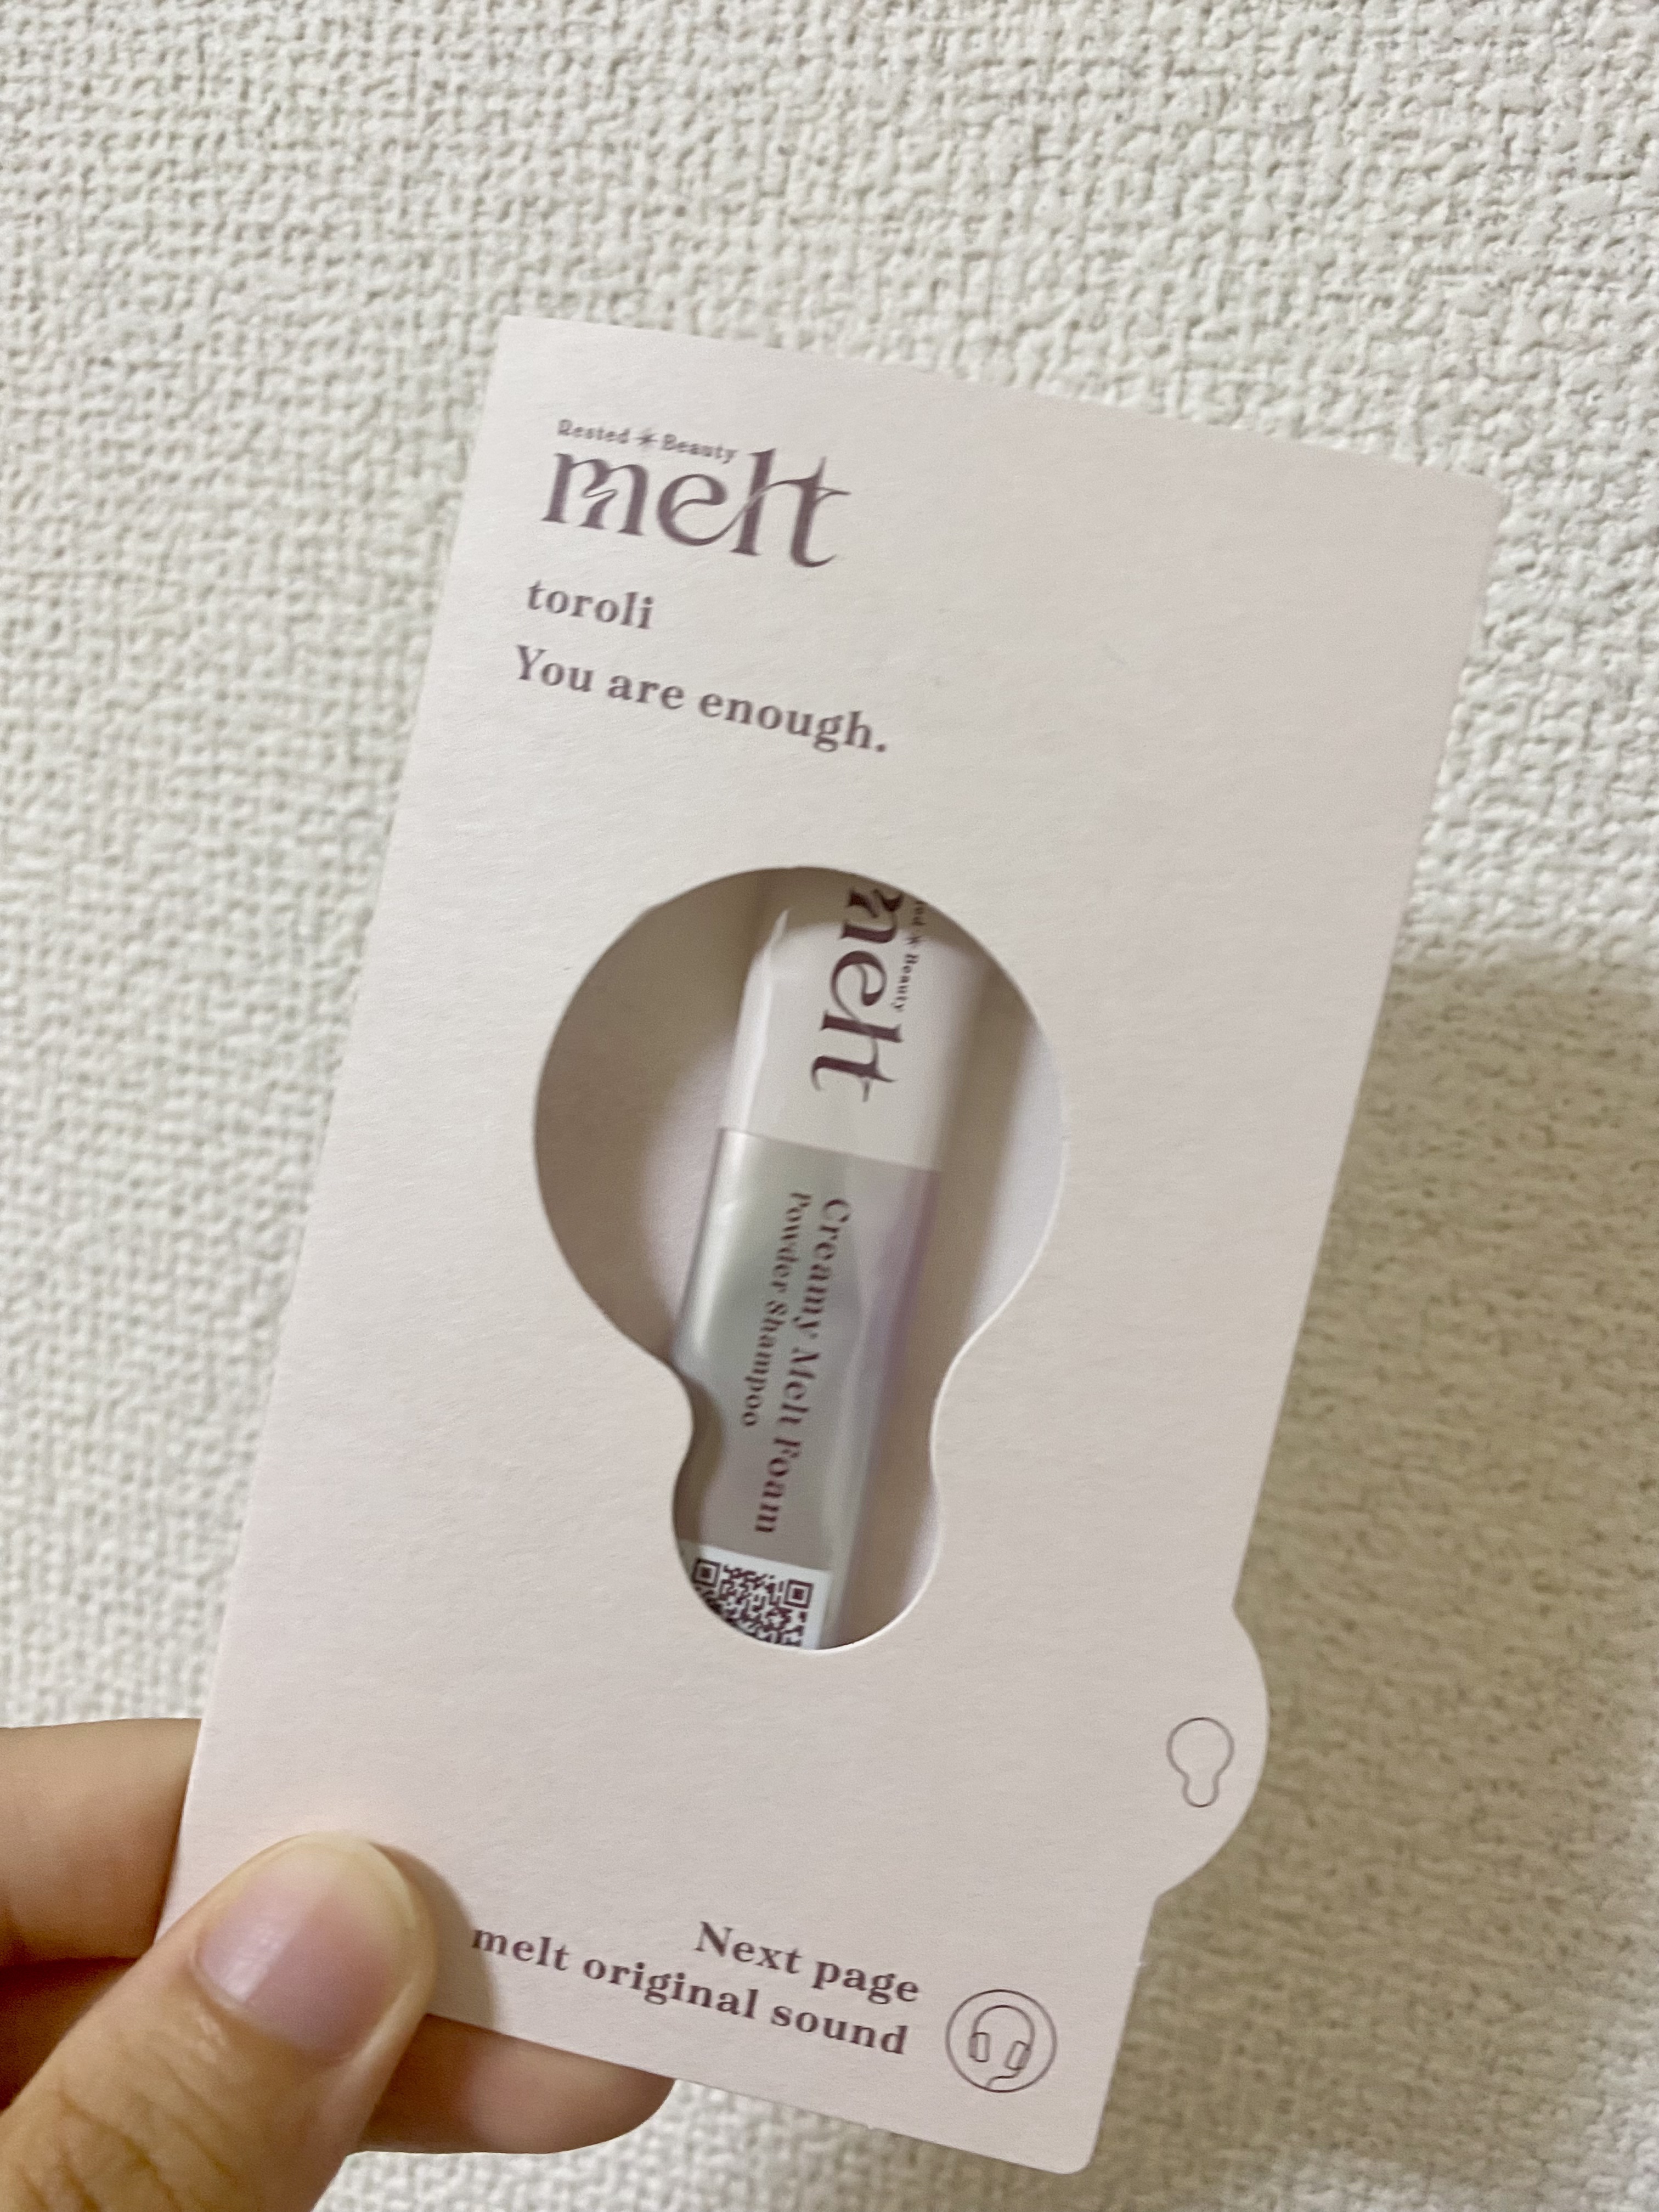 Rested * Beauty
melt
toroli
You are enough.
Beauty
melt
Creamy Melt Foam
Powder Shampoo
Next page
melt original sound